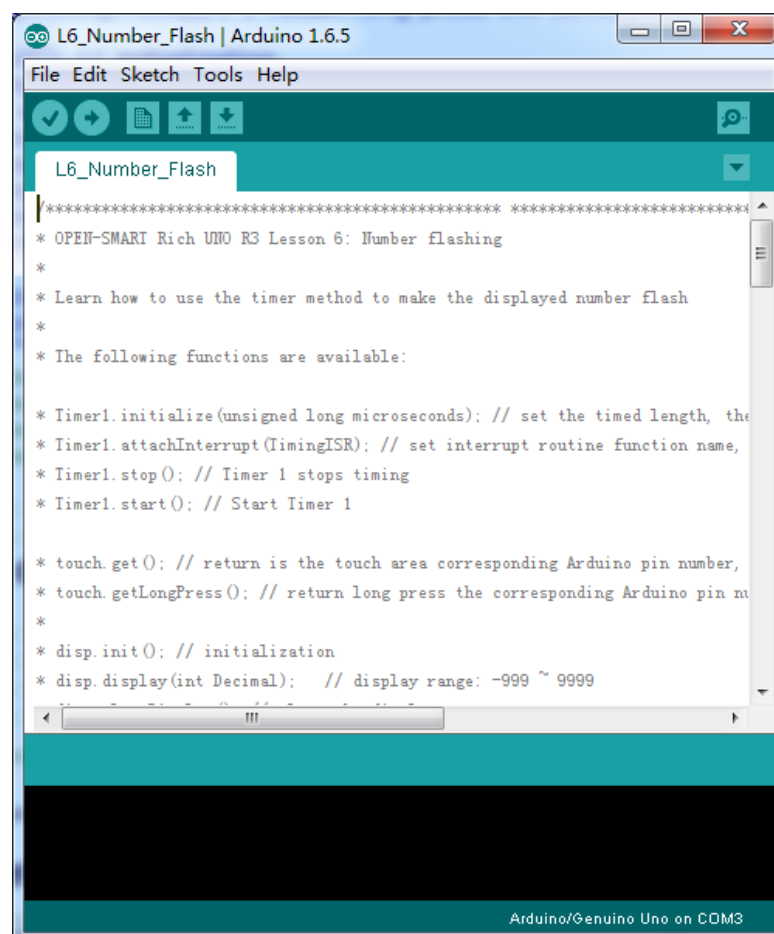 L6_Number_Flash | Arduino 1.6.5
File Edit Sketch Tools Help
L6_Number_Flash
/************************************************* **************************
* OPEN-SMART Rich UNO R3 Lesson 6: Number flashing
*
* Learn how to use the timer method to make the displayed number flash
*
* The following functions are available:
* Timer1.initialize(unsigned long microseconds); // set the timed length, the
* Timer1.attachInterrupt(TimingISR); // set interrupt routine function name,
* Timer1.stop(); // Timer 1 stops timing
* Timer1.start(); // Start Timer 1
* touch.get(); // return is the touch area corresponding Arduino pin number,
* touch.getLongPress(); // return long press the corresponding Arduino pin nu
*
* disp.init(); // initialization
* disp.display(int Decimal);   // display range: -999 ~ 9999
Arduino/Genuino Uno on COM3